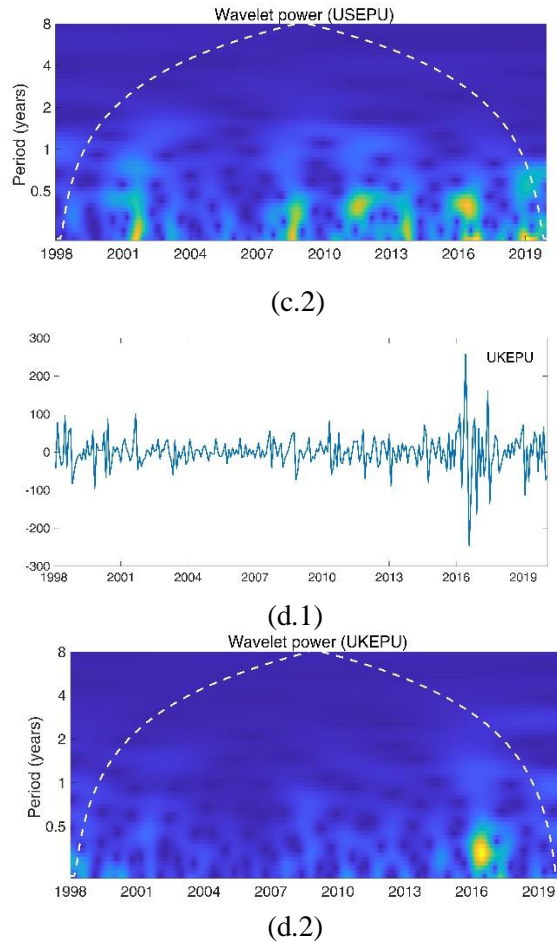 Wavelet power (USEPU)
8
4
2
1
0.5
Period (years)
1998 2001 2004 2007 2010 2013 2016 2019
(c.2)
300
200
100
0
-100
-200
-300
UKEPU
1998 2001 2004 2007 2010 2013 2016 2019
(d.1)
Wavelet power (UKEPU)
8
4
2
1
0.5
Period (years)
1998 2001 2004 2007 2010 2013 2016 2019
(d.2)